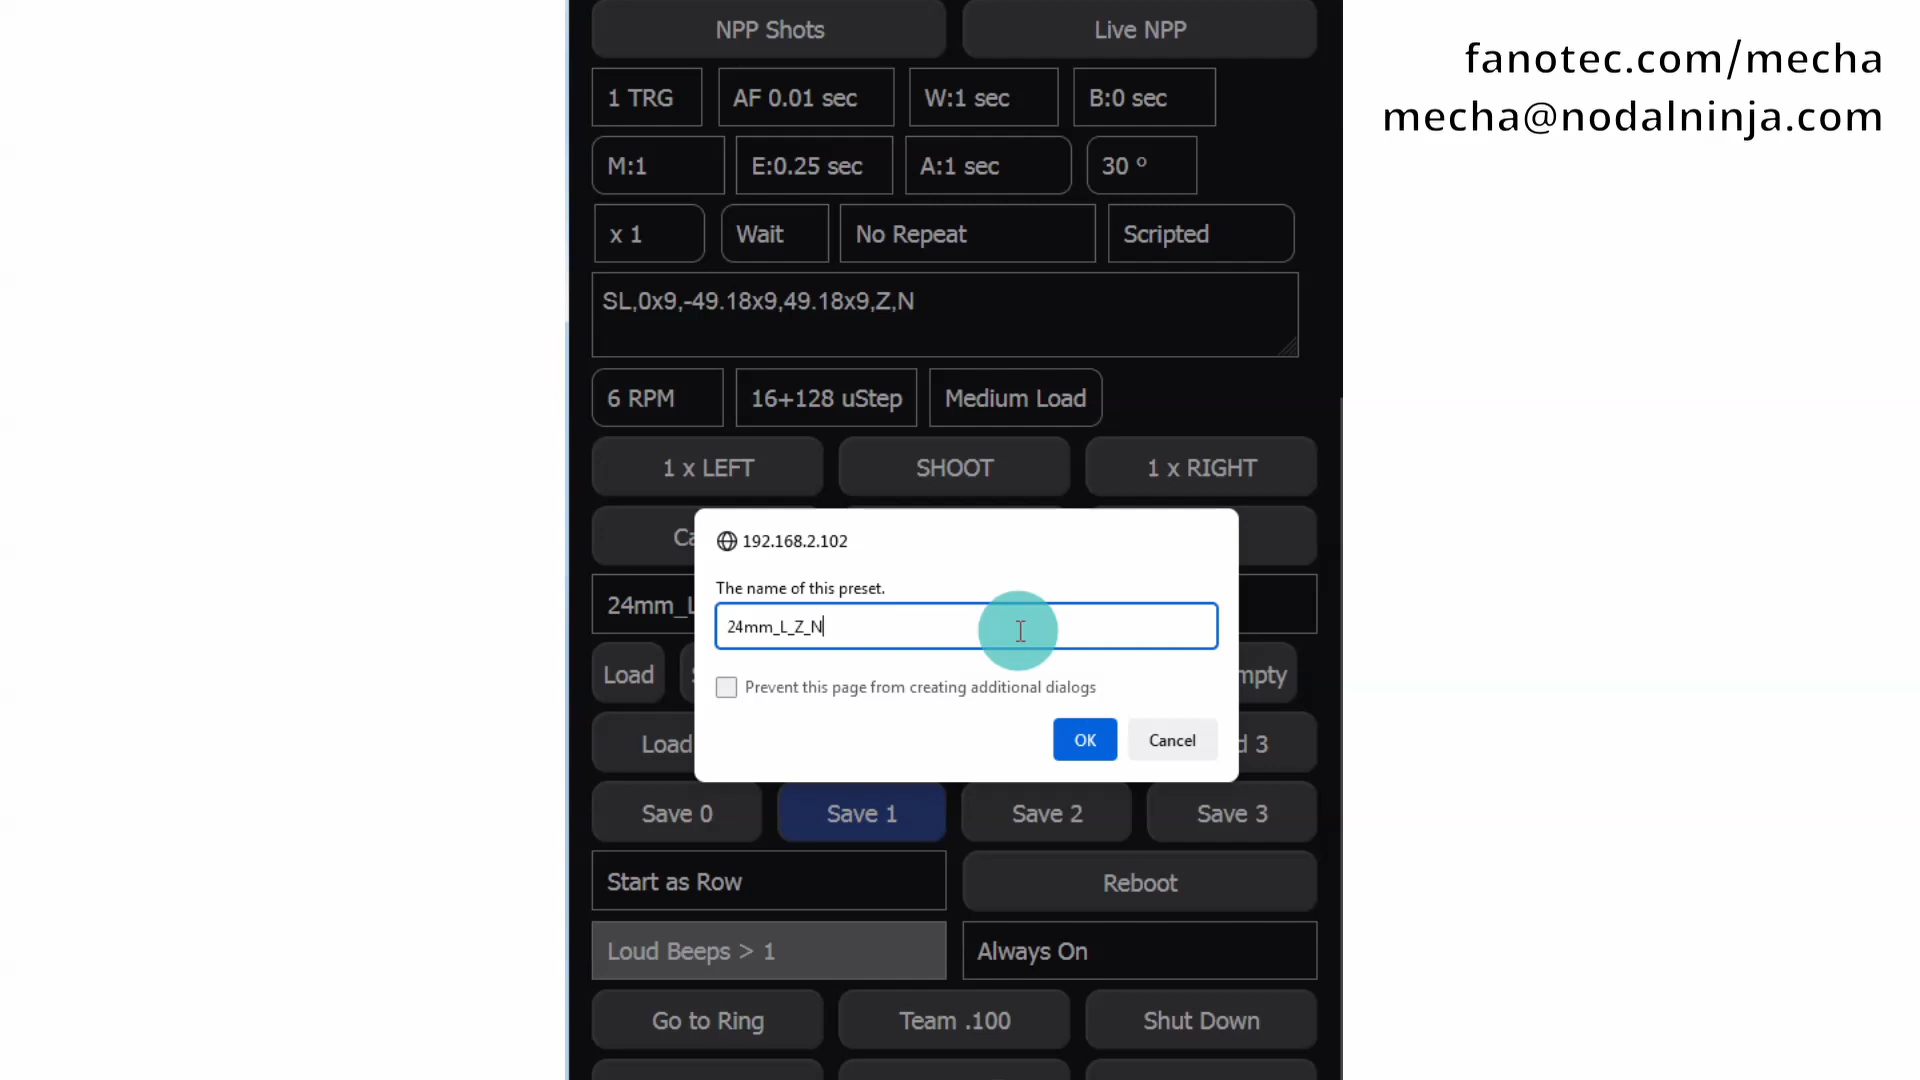 NPP Shots Live NPP
fanotec.com/mecha
mecha@nodalninja.com
1 TRG AF 0.01 sec W:1 sec B:0 sec
M:1 E:0.25 sec A:1 sec 30 º
x 1 Wait No Repeat Scripted
SL,0x9,-49.18x9,49.18x9,Z,N
6 RPM 16+128 uStep Medium Load
1 x LEFT SHOOT 1 x RIGHT
192.168.2.102
The name of this preset.
24mm_L_Z_N
Prevent this page from creating additional dialogs
OK Cancel
24mm_L
Load
Load
Save 0 Save 1 Save 2 Save 3
Start as Row Reboot
Loud Beeps > 1 Always On
Go to Ring Team .100 Shut Down